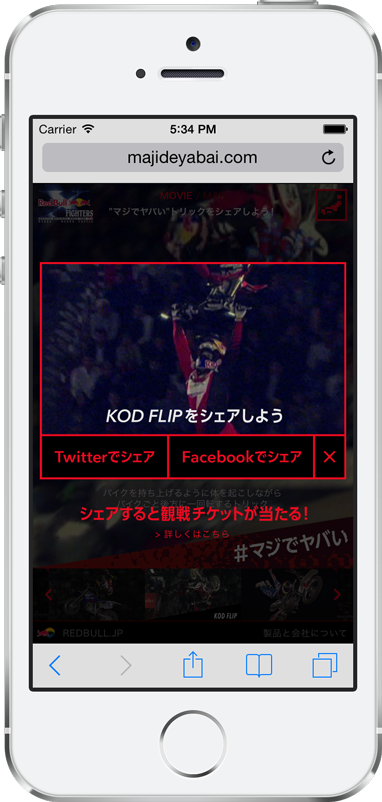 Carrier
5:34 PM
majideyabai.com
Red Bull
FIGHTERS
MOVIE
"マジでヤバい"トリックをシェアしよう!
KOD FLIPをシェアしよう
Twitterでシェア
Facebookでシェア
×
バイクを持ち上げるように体を起こしながら
シェアすると観戦チケットが当たる!
> 詳しくはこちら
#マジでヤバい
KOD FLIP
REDBULL.JP
製品と会社について